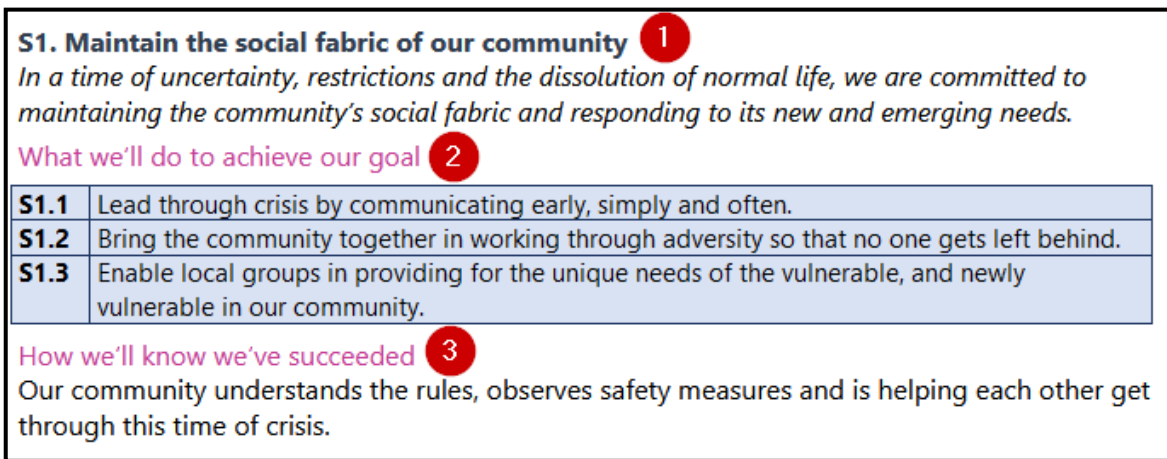 S1. Maintain the social fabric of our community 1
In a time of uncertainty, restrictions and the dissolution of normal life, we are committed to
maintaining the community's social fabric and responding to its new and emerging needs.
What we'll do to achieve our goal 2
S1.1 Lead through crisis by communicating early, simply and often.
S1.2 Bring the community together in working through adversity so that no one gets left behind.
S1.3 Enable local groups in providing for the unique needs of the vulnerable, and newly
vulnerable in our community.
How we'll know we've succeeded 3
Our community understands the rules, observes safety measures and is helping each other get
through this time of crisis.